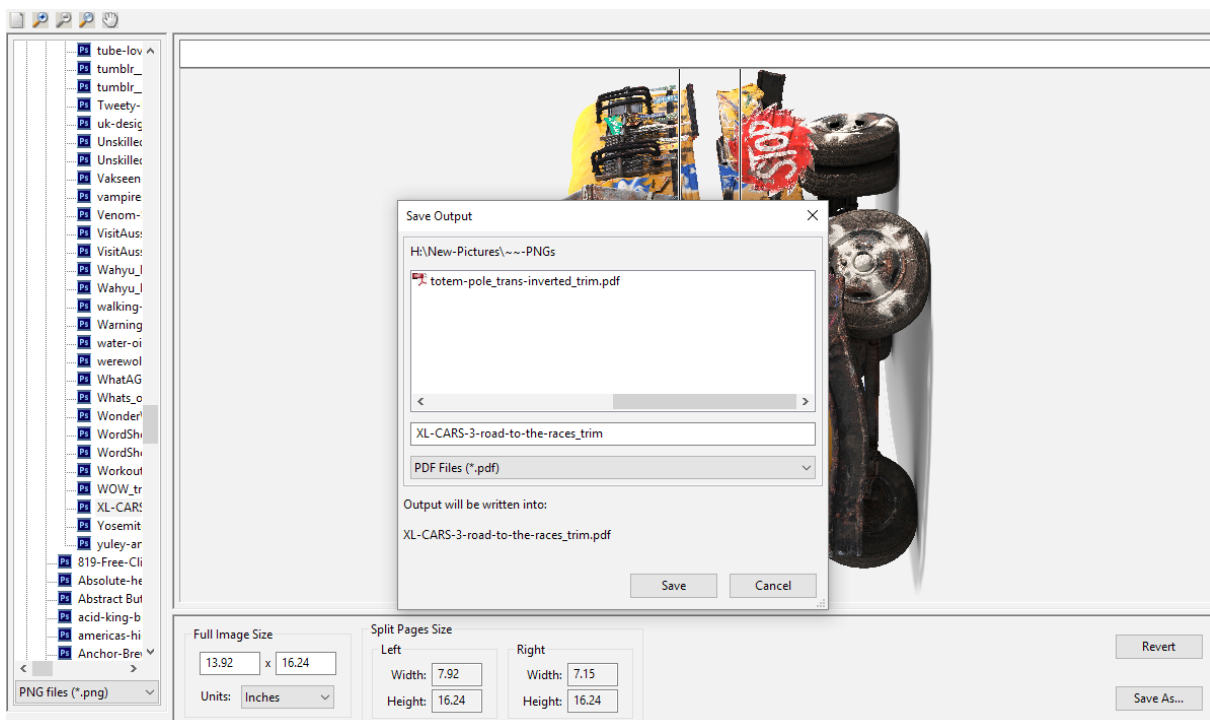 tube-lov
tumblr_
tumblr_
Tweety-
uk-desig
Unskilled
Unskilled
Vakseen
vampire
Venom-
VisitAus
VisitAus
Wahyu_
Wahyu_
walking-
Warning
water-oi
werewol
WhatAG
Whats_o
Wonder
WordSh
WordSh
Workout
WOW_tr
XL-CARS
Yosemit
yuley-ar
819-Free-Cli
Absolute-he
Abstract But
acid-king-b
americas-hi
Anchor-Bre
PNG files (*.png)
STOP
Save Output
H:\New-Pictures\~~-PNGs
totem-pole_trans-inverted_trim.pdf
XL-CARS-3-road-to-the-races_trim
PDF Files (*.pdf)
Output will be written into:
XL-CARS-3-road-to-the-races_trim.pdf
Save
Cancel
Full Image Size
13.92 x 16.24
Units: Inches
Split Pages Size
Left
Width: 7.92
Height: 16.24
Right
Width: 7.15
Height: 16.24
Revert
Save As...